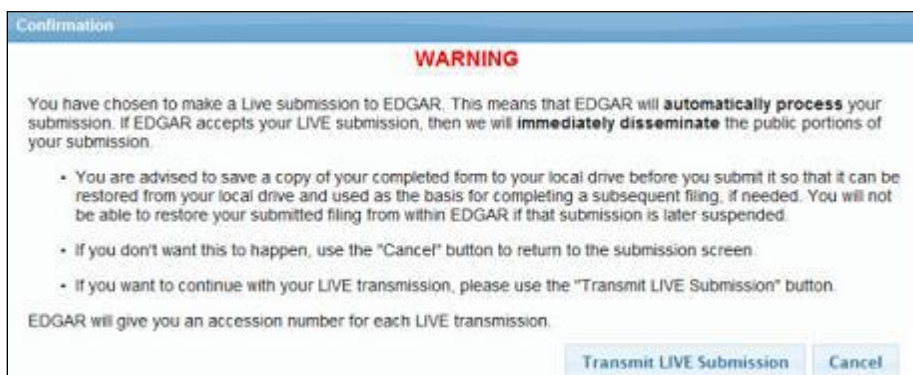 Confirmation
WARNING
You have chosen to make a Live submission to EDGAR. This means that EDGAR will automatically process your
submission. If EDGAR accepts your LIVE submission, then we will immediately disseminate the public portions of
your submission.
• You are advised to save a copy of your completed form to your local drive before you submit it so that it can be
restored from your local drive and used as the basis for completing a subsequent filing, if needed. You will not
be able to restore your submitted filing from within EDGAR if that submission is later suspended.
• If you don't want this to happen, use the "Cancel" button to return to the submission screen.
• If you want to continue with your LIVE transmission, please use the "Transmit LIVE Submission" button.
EDGAR will give you an accession number for each LIVE transmission.
Transmit LIVE Submission Cancel